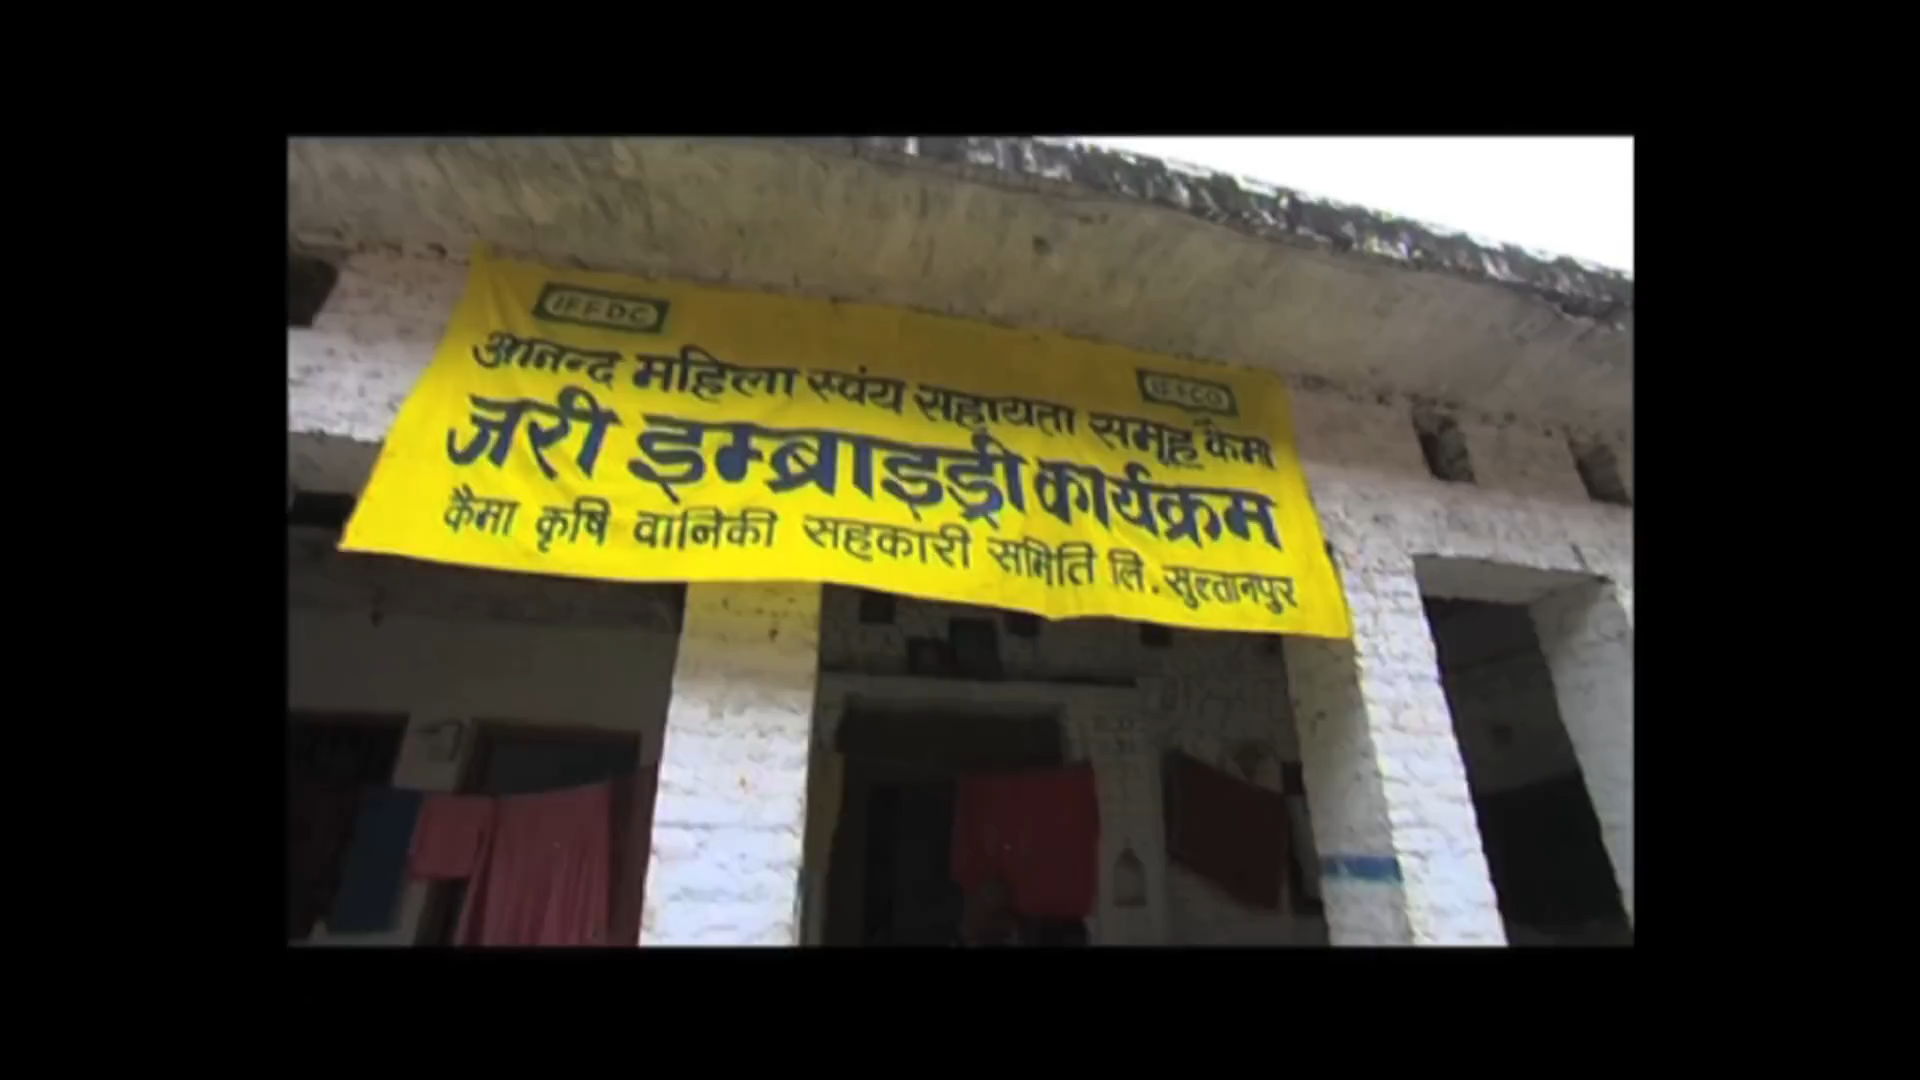 IFFDC
IFFCO
आनन्द महिला स्वंय सहायता समूह कैमा
जरी इम्ब्राइड्री कार्यक्रम
कैमा कृषि वानिकी सहकारी समिति लि. सुल्तानपुर